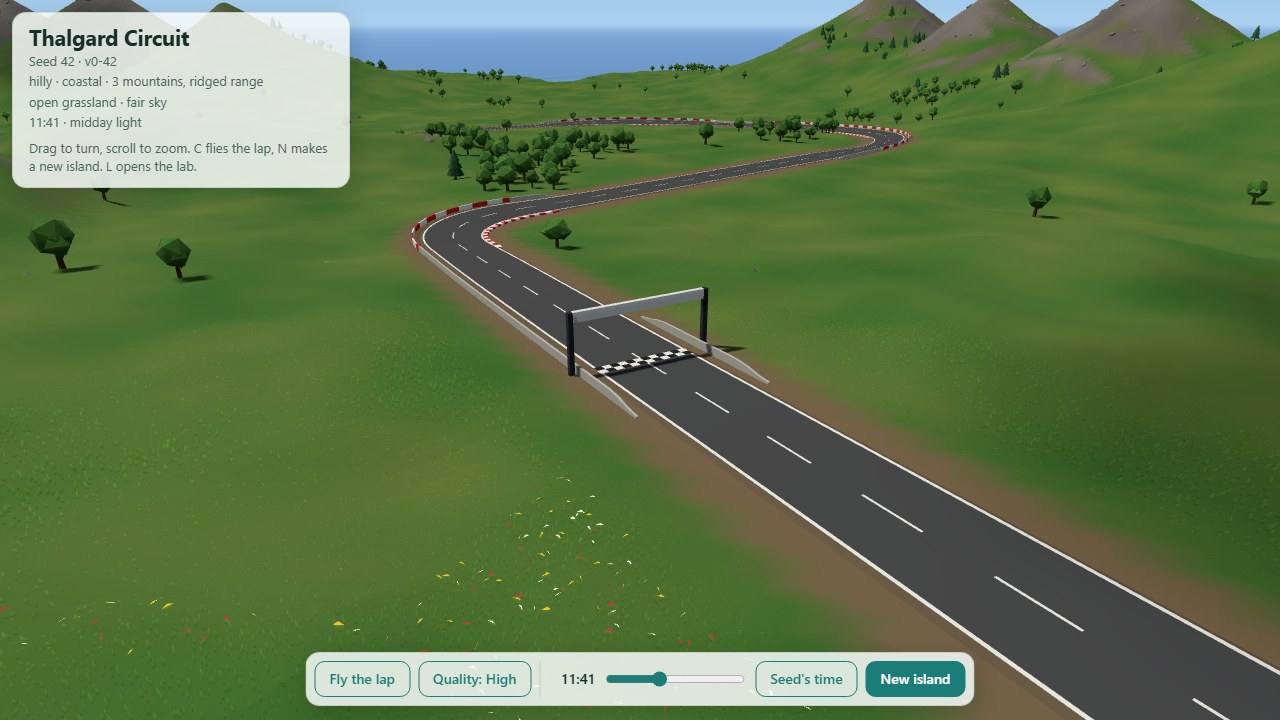 Thalgard Circuit
Seed 42 · v0-42
hilly · coastal · 3 mountains, ridged range
open grassland · fair sky
11:41 · midday light
Drag to turn, scroll to zoom. C flies the lap, N makes
a new island. L opens the lab.
Fly the lap
Quality: High
11:41
Seed's time
New island